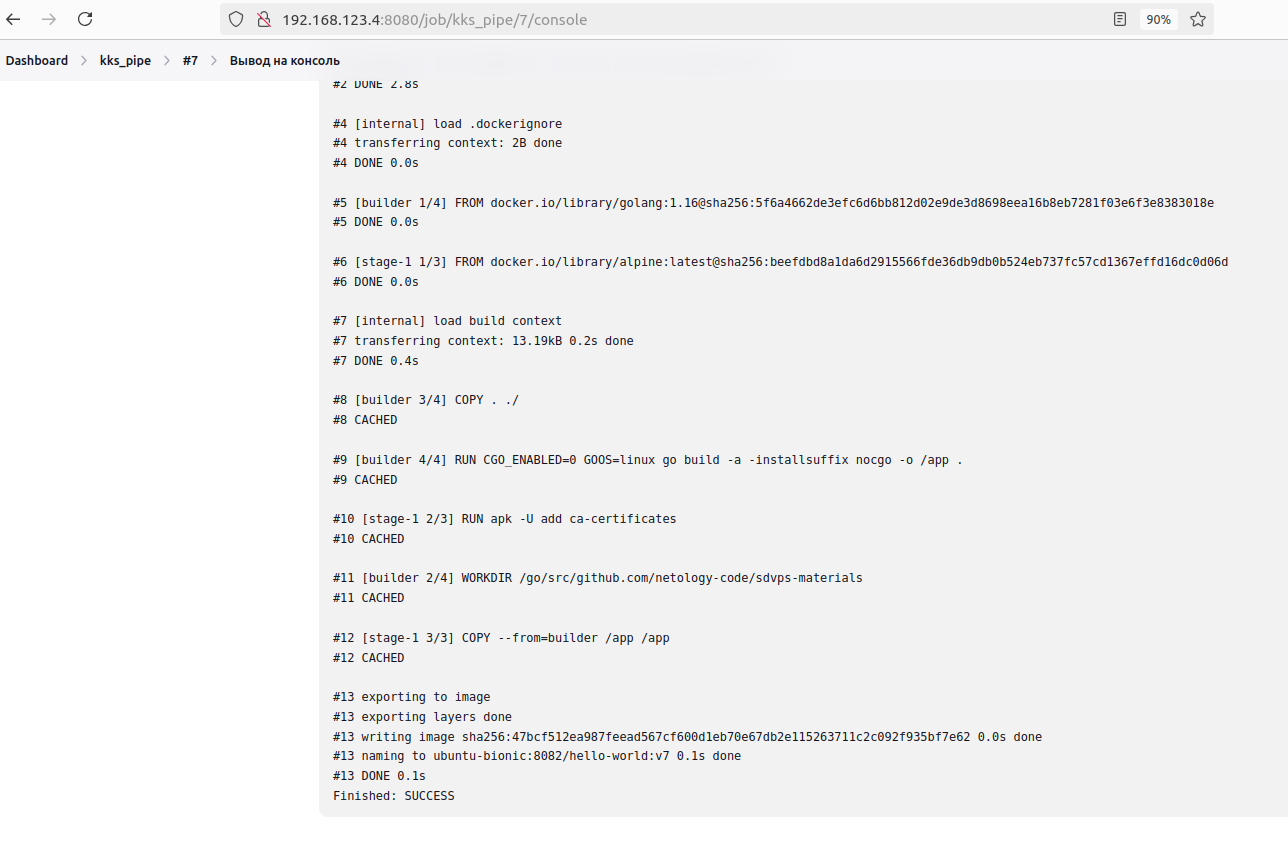 192.168.123.4:8080/job/kks_pipe/7/console
90%
Dashboard > kks_pipe > #7 > Вывод на консоль
#2 DONE 2.8s
#4 [internal] load .dockerignore
#4 transferring context: 2B done
#4 DONE 0.0s
#5 [builder 1/4] FROM docker.io/library/golang:1.16@sha256:5f6a4662de3efc6d6bb812d02e9de3d8698eea16b8eb7281f03e6f3e8383018e
#5 DONE 0.0s
#6 [stage-1 1/3] FROM docker.io/library/alpine:latest@sha256:beefdbd8a1da6d2915566fde36db9db0b524eb737fc57cd1367effd16dc0d06d
#6 DONE 0.0s
#7 [internal] load build context
#7 transferring context: 13.19kB 0.2s done
#7 DONE 0.4s
#8 [builder 3/4] COPY . ./
#8 CACHED
#9 [builder 4/4] RUN CGO_ENABLED=0 GOOS=linux go build -a -installsuffix nocgo -o /app .
#9 CACHED
#10 [stage-1 2/3] RUN apk -U add ca-certificates
#10 CACHED
#11 [builder 2/4] WORKDIR /go/src/github.com/netology-code/sdvps-materials
#11 CACHED
#12 [stage-1 3/3] COPY --from=builder /app /app
#12 CACHED
#13 exporting to image
#13 exporting layers done
#13 writing image sha256:47bcf512ea987feead567cf600d1eb70e67db2e115263711c2c092f935bf7e62 0.0s done
#13 naming to ubuntu-bionic:8082/hello-world:v7 0.1s done
#13 DONE 0.1s
Finished: SUCCESS